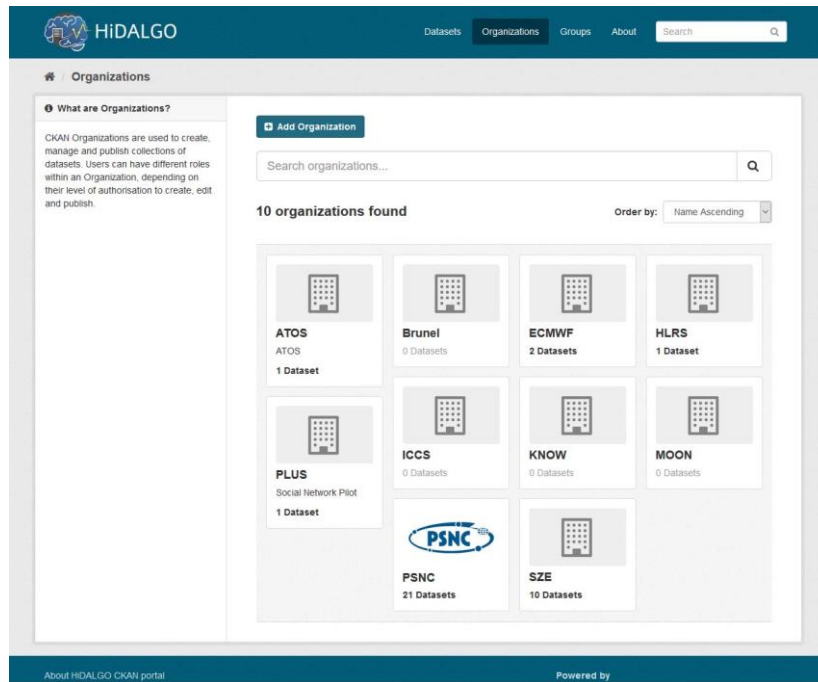 HiDALGO
Datasets Organizations Groups About Search
/ Organizations
What are Organizations?
CKAN Organizations are used to create,
manage and publish collections of
datasets. Users can have different roles
within an Organization, depending on
their level of authorisation to create, edit
and publish.
Add Organization
Search organizations...
10 organizations found
Order by: Name Ascending
ATOS
ATOS
1 Dataset
Brunel
0 Datasets
ECMWF
2 Datasets
HLRS
1 Dataset
PLUS
Social Network Pilot
1 Dataset
ICCS
0 Datasets
KNOW
0 Datasets
MOON
0 Datasets
PSNC
PSNC
21 Datasets
SZE
10 Datasets
About HiDALGO CKAN portal
Powered by